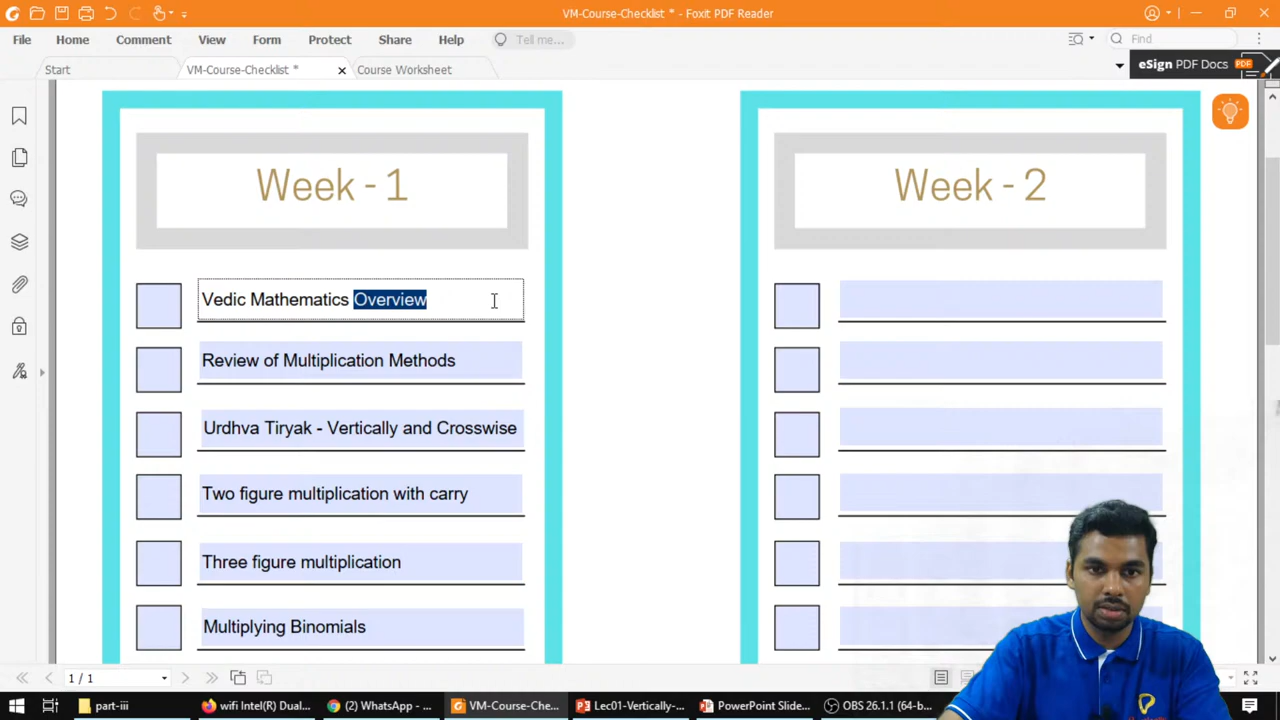 VM-Course-Checklist * - Foxit PDF Reader
File Home Comment View Form Protect Share Help Tell me... Find
Start VM-Course-Checklist * Course Worksheet eSign PDF Docs PDF
Week - 1
Vedic Mathematics Overview
Review of Multiplication Methods
Urdhva Tiryak - Vertically and Crosswise
Two figure multiplication with carry
Three figure multiplication
Multiplying Binomials
Week - 2
1 / 1
part-iii wifi Intel(R) Dual... (2) WhatsApp - ... VM-Course-Che... Lec01-Vertically-... PowerPoint Slide... OBS 26.1.1 (64-b...